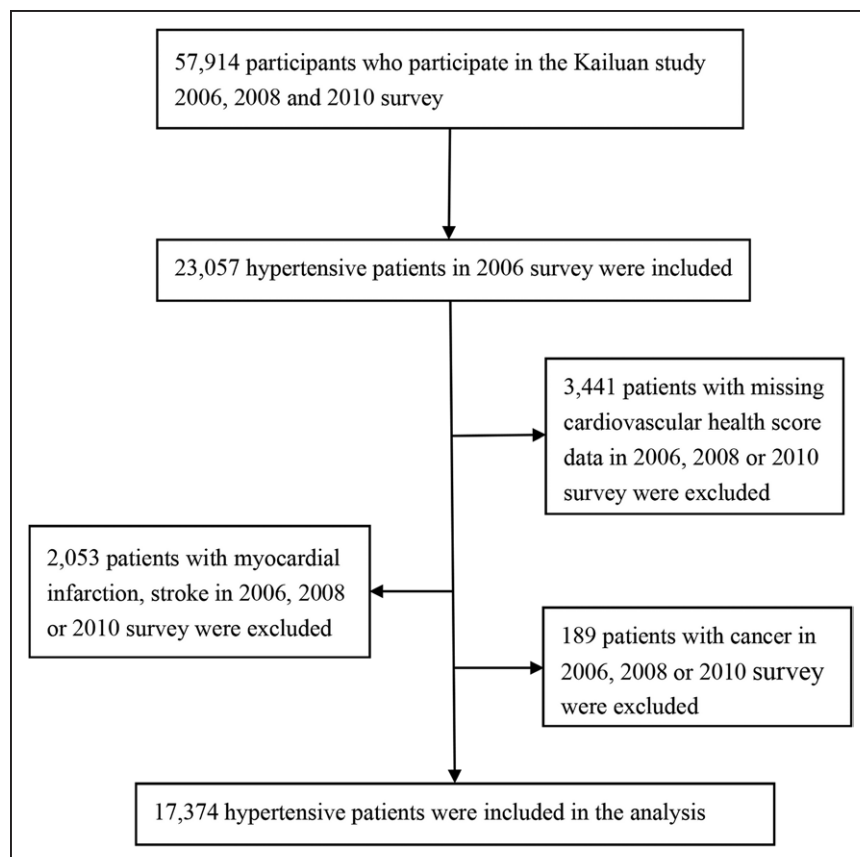 57,914 participants who participate in the Kailuan study
2006, 2008 and 2010 survey
23,057 hypertensive patients in 2006 survey were included
3,441 patients with missing
cardiovascular health score
data in 2006, 2008 or 2010
survey were excluded
2,053 patients with myocardial
infarction, stroke in 2006, 2008
or 2010 survey were excluded
189 patients with cancer in
2006, 2008 or 2010 survey
were excluded
17,374 hypertensive patients were included in the analysis